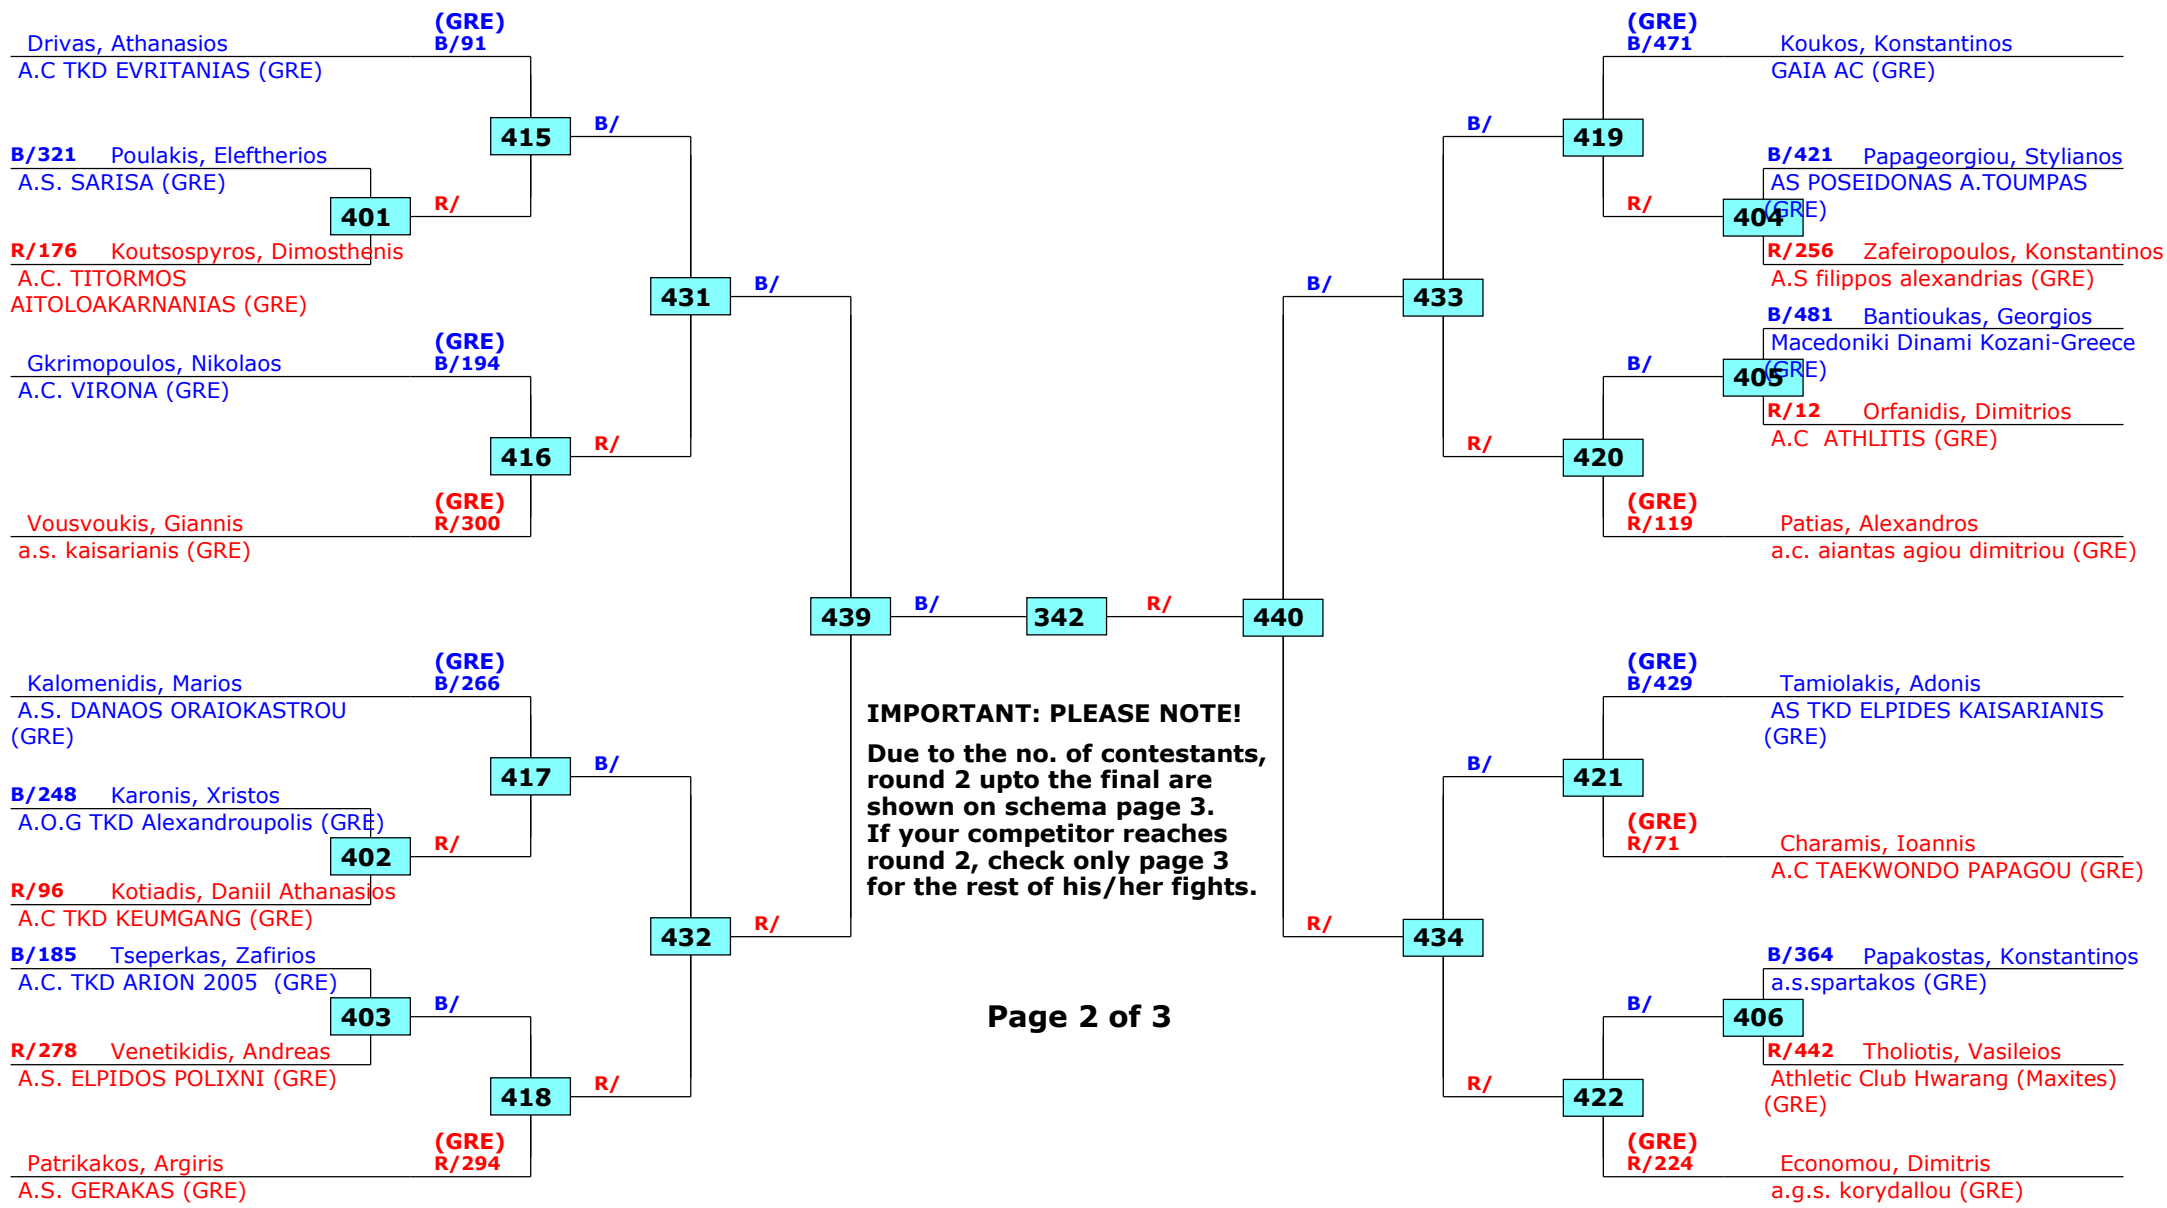 (GRE)
Drivas, Athanasios B/91
A.C TKD EVRITANIAS (GRE)
415
B/
B/321 Poulakis, Eleftherios
A.S. SARISA (GRE)
401
R/
R/176 Koutsospyros, Dimosthenis
A.C. TITORMOS
AITOLOAKARNANIAS (GRE)
431
B/
(GRE)
Gkrimopoulos, Nikolaos B/194
A.C. VIRONA (GRE)
416
R/
(GRE)
Vousvoukis, Giannis R/300
a.s. kaisarianis (GRE)
439
B/
342
R/
440
(GRE)
Kalomenidis, Marios B/266
A.S. DANAOS ORAIOKASTROU
(GRE)
417
B/
B/248 Karonis, Xristos
A.O.G TKD Alexandroupolis (GRE)
402
R/
R/96 Kotiadis, Daniil Athanasios
A.C TKD KEUMGANG (GRE)
432
R/
B/185 Tseperkas, Zafirios
A.C. TKD ARION 2005 (GRE)
403
B/
R/278 Venetikidis, Andreas
A.S. ELPIDOS POLIXNI (GRE)
418
R/
(GRE)
Patrikakos, Argiris R/294
A.S. GERAKAS (GRE)
IMPORTANT: PLEASE NOTE!
Due to the no. of contestants,
round 2 upto the final are
shown on schema page 3.
If your competitor reaches
round 2, check only page 3
for the rest of his/her fights.
Page 2 of 3
(GRE)
B/471 Koukos, Konstantinos
GAIA AC (GRE)
B/
419
B/421 Papageorgiou, Stylianos
AS POSEIDONAS A.TOUMPAS
(GRE)
R/
404
R/256 Zafeiropoulos, Konstantinos
A.S filippos alexandrias (GRE)
B/
433
B/481 Bantioukas, Georgios
Macedoniki Dinami Kozani-Greece
(GRE)
B/
405
R/12 Orfanidis, Dimitrios
A.C ATHLITIS (GRE)
R/
420
(GRE)
R/119 Patias, Alexandros
a.c. aiantas agiou dimitriou (GRE)
(GRE)
B/429 Tamiolakis, Adonis
AS TKD ELPIDES KAISARIANIS
(GRE)
B/
421
(GRE)
R/71 Charamis, Ioannis
A.C TAEKWONDO PAPAGOU (GRE)
R/
434
B/364 Papakostas, Konstantinos
a.s.spartakos (GRE)
B/
406
R/442 Tholiotis, Vasileios
Athletic Club Hwarang (Maxites)
(GRE)
R/
422
(GRE)
R/224 Economou, Dimitris
a.g.s. korydallou (GRE)